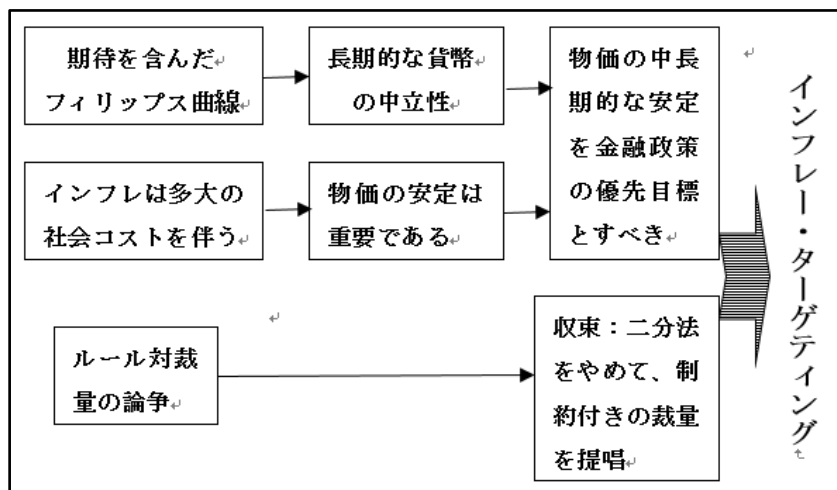 期待を含んだ
フィリップス曲線
長期的な貨幣
の中立性
物価の中長
期的な安定
を金融政策
の優先目標
とすべき
インフレは多大の
社会コストを伴う
物価の安定は
重要である
ルール対裁
量の論争
収束：二分法
をやめて、制
約付きの裁量
を提唱
インフレー・ターゲティング